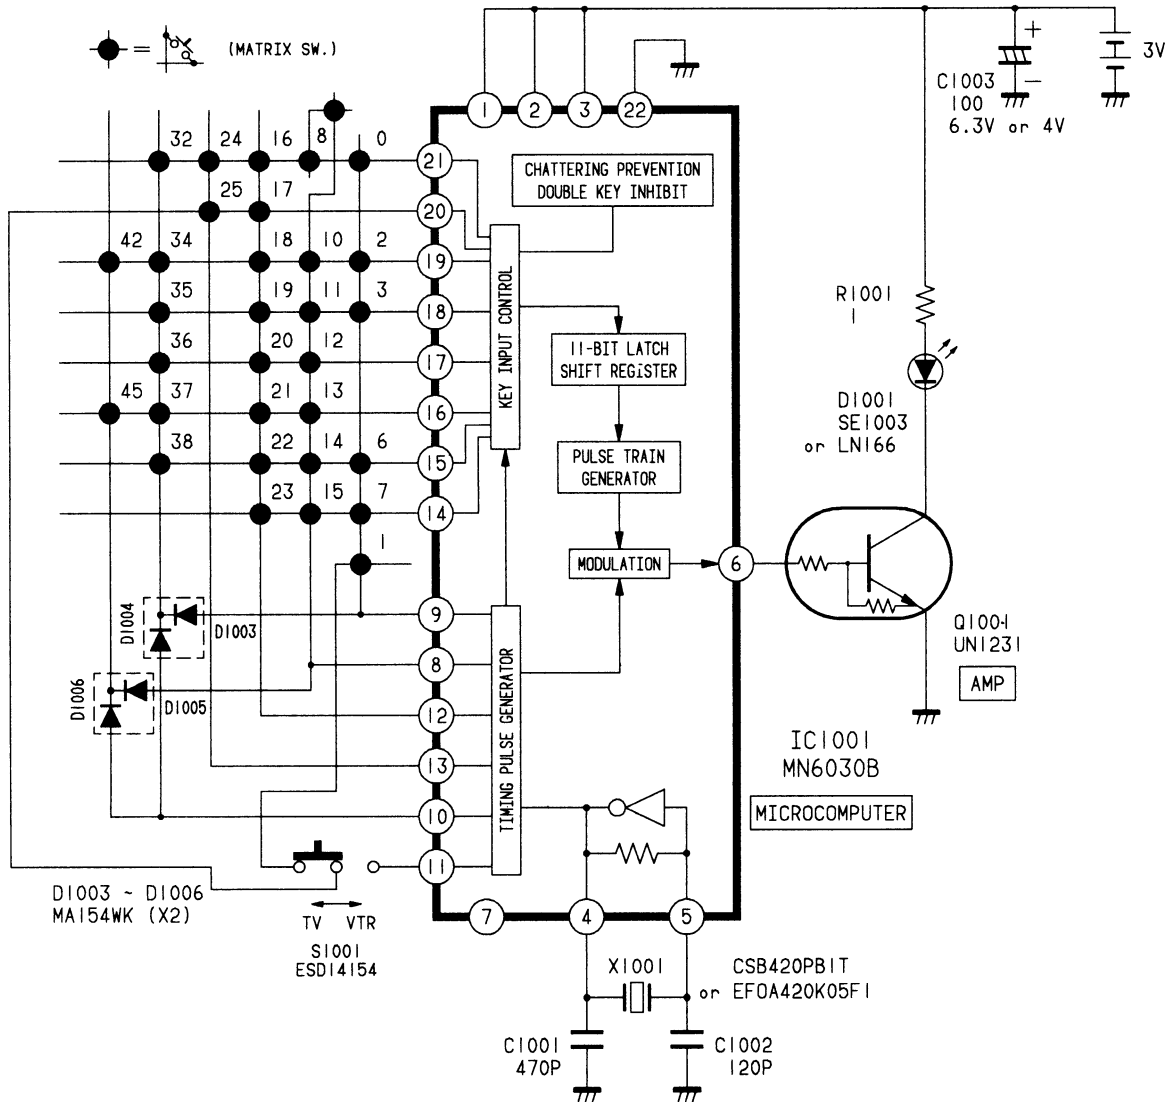 = (MATRIX SW.)
+
3V
C1003
100
6.3V or 4V
-
1 2 3 22
32 24 16 8 0
21
CHATTERING PREVENTION
DOUBLE KEY INHIBIT
25 17
20
42 34 18 10 2
19
35 19 11 3
18
KEY INPUT CONTROL
R1001
1
36 20 12
17
11-BIT LATCH
SHIFT REGISTER
45 37 21 13
16
D1001
SE1003
or LN166
38 22 14 6
15
PULSE TRAIN
GENERATOR
23 15 7
14
1
MODULATION
6
9
D1004
D1003
Q1001
UN1231
AMP
8
D1006
D1005
12
TIMING PULSE GENERATOR
13
IC1001
MN6030B
MICROCOMPUTER
10
11
D1003 ~ D1006
MA154WK (X2)
TV VTR
S1001
ESD14154
7 4 5
X1001
CSB420PB1T
or EFOA420K05F1
C1001
470P
C1002
120P